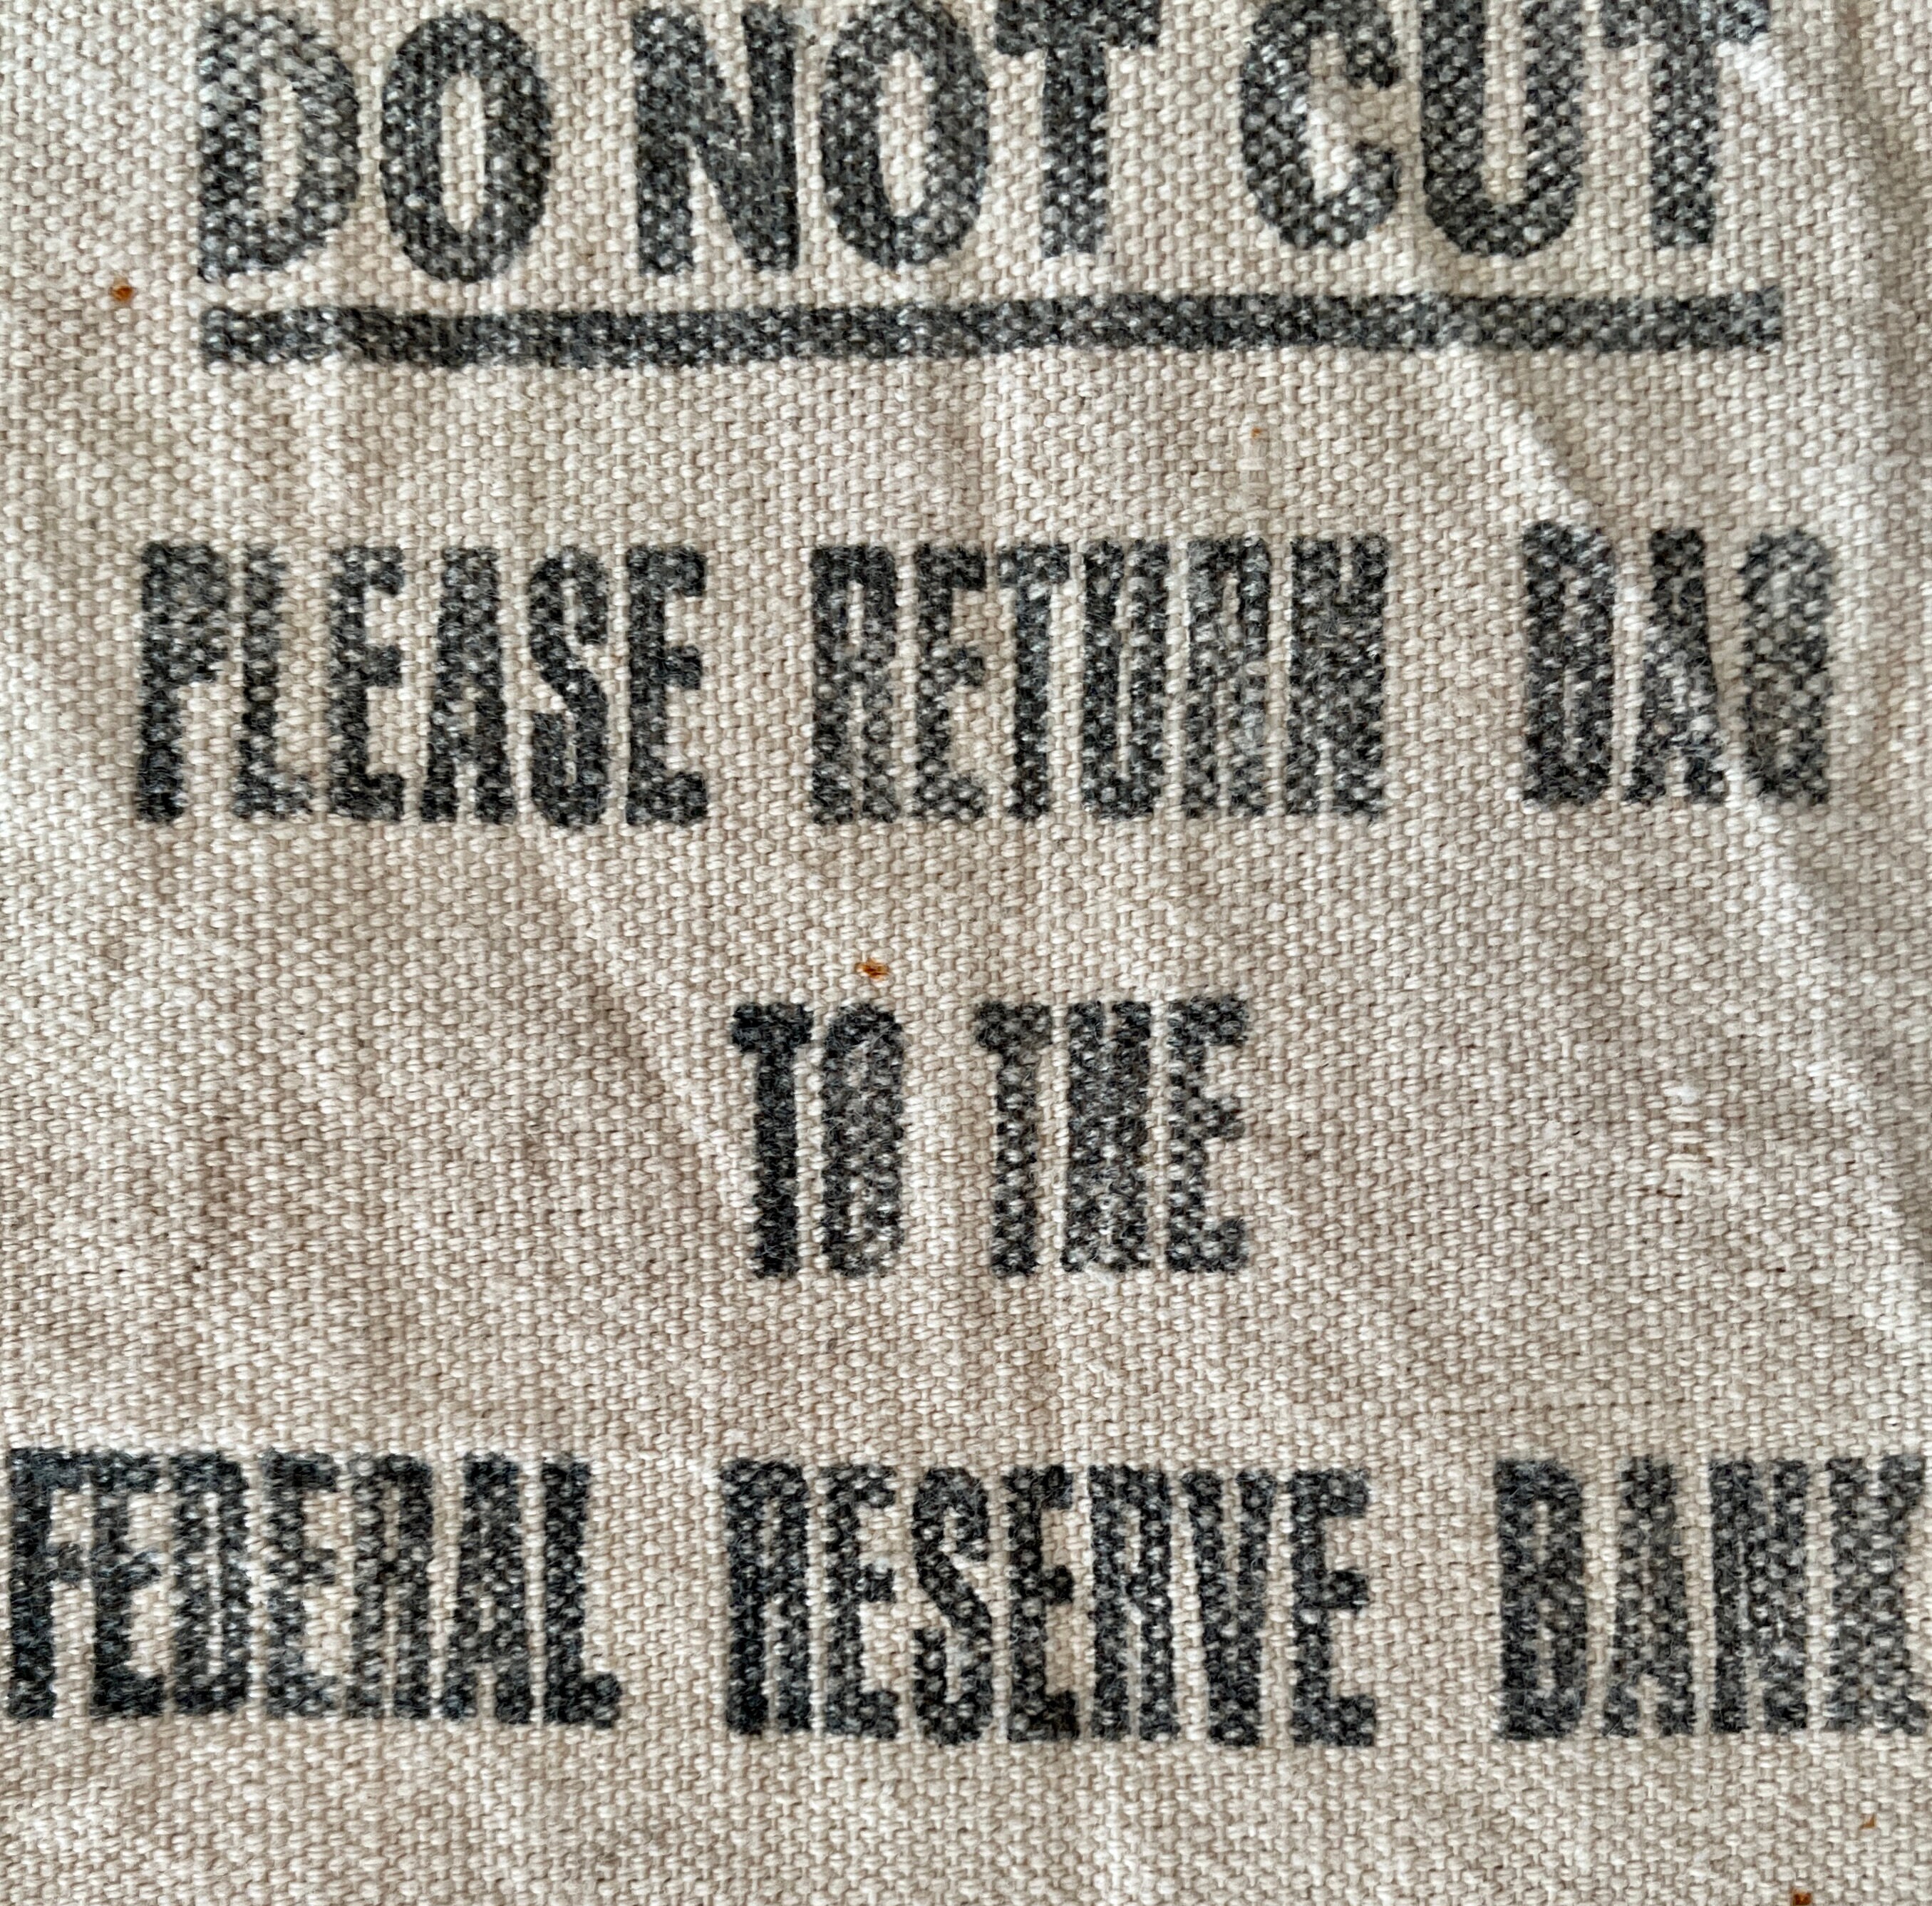 DO NOT CUT
PLEASE RETURN BAG
TO THE
FEDERAL RESERVE BANK